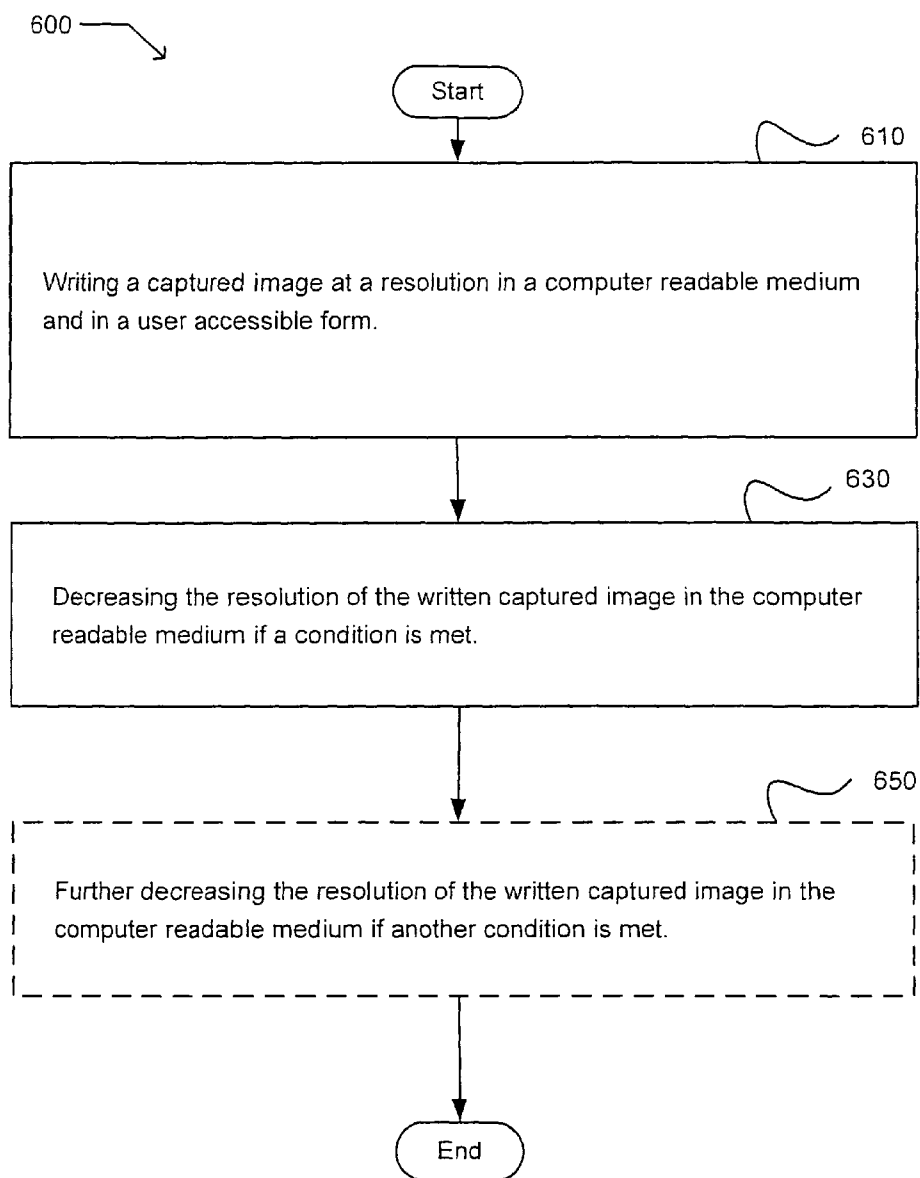 600
Start
610
Writing a captured image at a resolution in a computer readable medium
and in a user accessible form.
630
Decreasing the resolution of the written captured image in the computer
readable medium if a condition is met.
650
Further decreasing the resolution of the written captured image in the
computer readable medium if another condition is met.
End